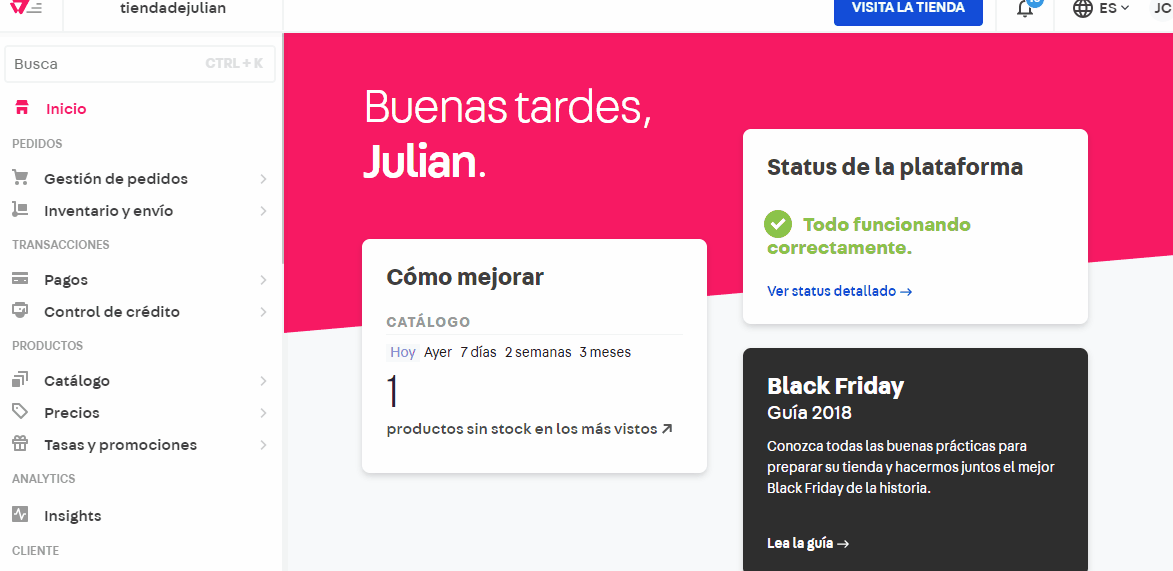 tiendadejulian
VISITA LA TIENDA
ES
JC
Busca
CTRL + K
Inicio
PEDIDOS
Gestión de pedidos
Inventario y envío
TRANSACCIONES
Pagos
Control de crédito
PRODUCTOS
Catálogo
Precios
Tasas y promociones
ANALYTICS
Insights
CLIENTE
Buenas tardes,
Julian.
Cómo mejorar
CATÁLOGO
Hoy Ayer 7 días 2 semanas 3 meses
1
productos sin stock en los más vistos
Status de la plataforma
Todo funcionando
correctamente.
Ver status detallado →
Black Friday
Guía 2018
Conozca todas las buenas prácticas para
preparar su tienda y hacermos juntos el mejor
Black Friday de la historia.
Lea la guía →